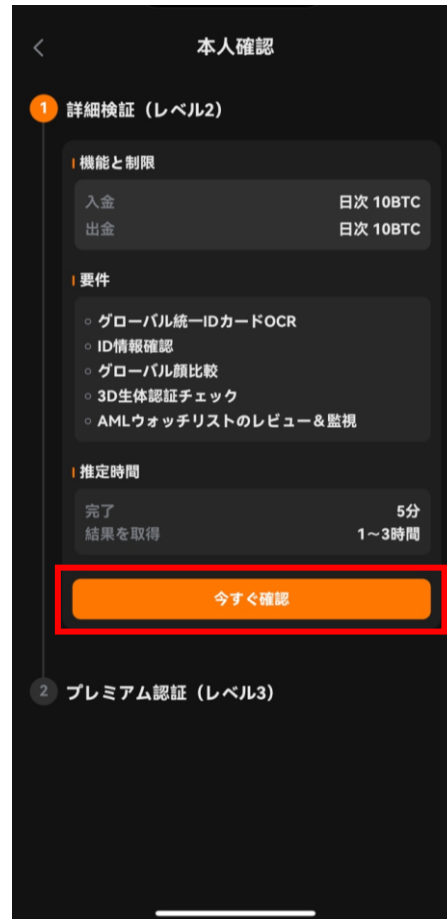 本人確認
1 詳細検証（レベル2）
機能と制限
入金 日次 10BTC
出金 日次 10BTC
要件
○ グローバル統一IDカードOCR
○ ID情報確認
○ グローバル顔比較
○ 3D生体認証チェック
○ AMLウォッチリストのレビュー＆監視
推定時間
完了 5分
結果を取得 1～3時間
今すぐ確認
2 プレミアム認証（レベル3）